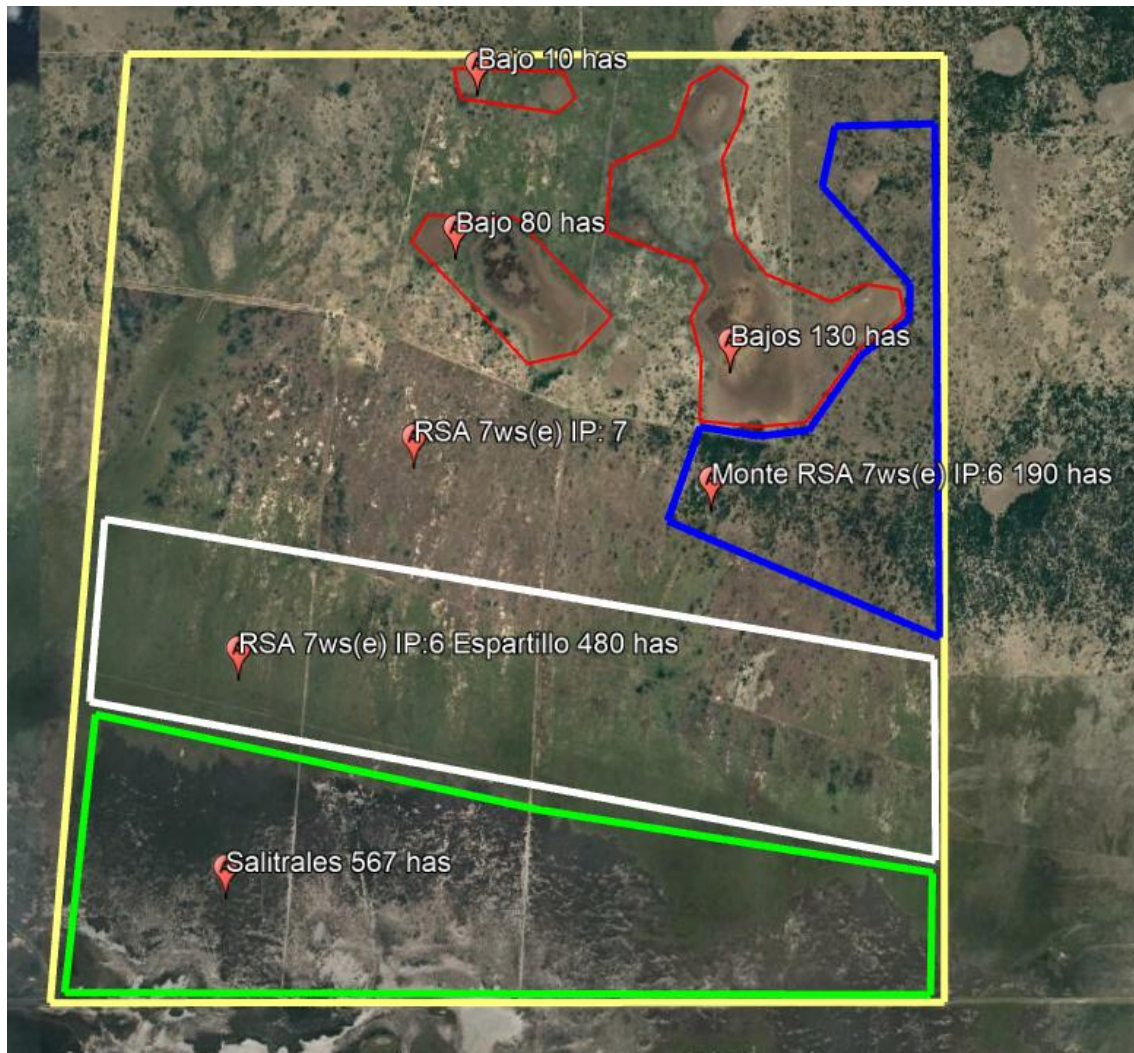 Bajo 10 has
Bajo 80 has
Bajos 130 has
RSA 7ws(e) IP: 7
Monte RSA 7ws(e) IP:6 190 has
RSA 7ws(e) IP:6 Espartillo 480 has
Salitrales 567 has